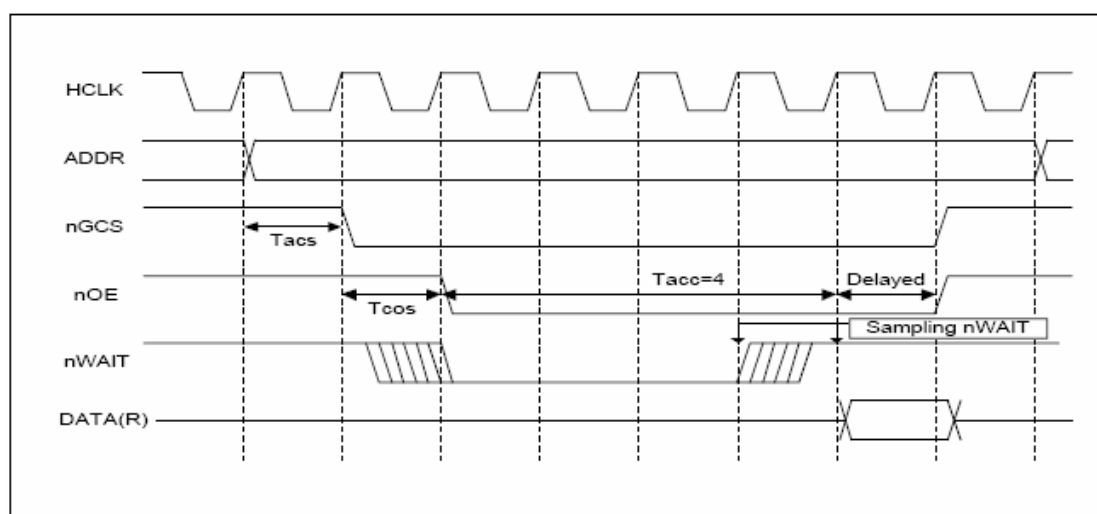 HCLK
ADDR
nGCS
Tacs
nOE
Tacc=4
Delayed
Tcos
Sampling nWAIT
nWAIT
DATA(R)